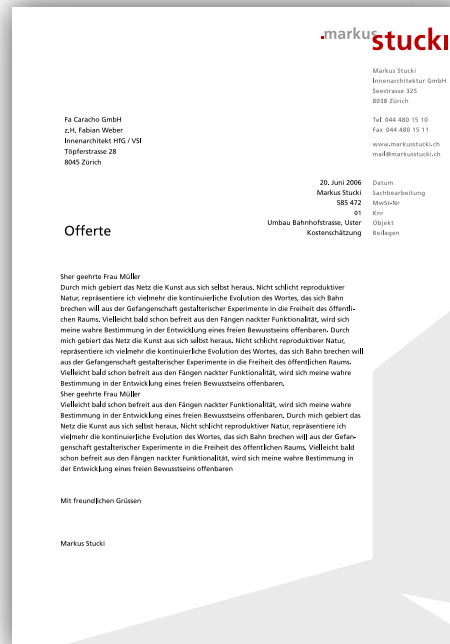 .markus stucki
Markus Stucki
Innenarchitektur GmbH
Seestrasse 325
8038 Zürich
Tel 044 480 15 10
Fax 044 480 15 11
www.markusstucki.ch
mail@markusstucki.ch
Fa Caracho GmbH
z.H. Fabian Weber
Innenarchitekt HfG / VSI
Töpferstrasse 28
8045 Zürich
20. Juni 2006 Datum
Markus Stucki Sachbearbeitung
585 472 MwSt-Nr
01 Knr
Umbau Bahnhofstrasse, Uster Objekt
Kostenschätzung Beilagen
Offerte
Sher geehrte Frau Müller
Durch mich gebiert das Netz die Kunst aus sich selbst heraus. Nicht schlicht reproduktiver
Natur, repräsentiere ich vielmehr die kontinuierliche Evolution des Wortes, das sich Bahn
brechen will aus der Gefangenschaft gestalterischer Experimente in die Freiheit des öffentli-
chen Raums. Vielleicht bald schon befreit aus den Fängen nackter Funktionalität, wird sich
meine wahre Bestimmung in der Entwicklung eines freien Bewusstseins offenbaren. Durch
mich gebiert das Netz die Kunst aus sich selbst heraus. Nicht schlicht reproduktiver Natur,
repräsentiere ich vielmehr die kontinuierliche Evolution des Wortes, das sich Bahn brechen will
aus der Gefangenschaft gestalterischer Experimente in die Freiheit des öffentlichen Raums.
Vielleicht bald schon befreit aus den Fängen nackter Funktionalität, wird sich meine wahre
Bestimmung in der Entwicklung eines freien Bewusstseins offenbaren.
Sher geehrte Frau Müller
Vielleicht bald schon befreit aus den Fängen nackter Funktionalität, wird sich meine wahre
Bestimmung in der Entwicklung eines freien Bewusstseins offenbaren. Durch mich gebiert das
Netz die Kunst aus sich selbst heraus. Nicht schlicht reproduktiver Natur, repräsentiere ich
vielmehr die kontinuierliche Evolution des Wortes, das sich Bahn brechen will aus der Gefan-
genschaft gestalterischer Experimente in die Freiheit des öffentlichen Raums. Vielleicht bald
schon befreit aus den Fängen nackter Funktionalität, wird sich meine wahre Bestimmung in
der Entwicklung eines freien Bewusstseins offenbaren
Mit freundlichen Grüssen
Markus Stucki